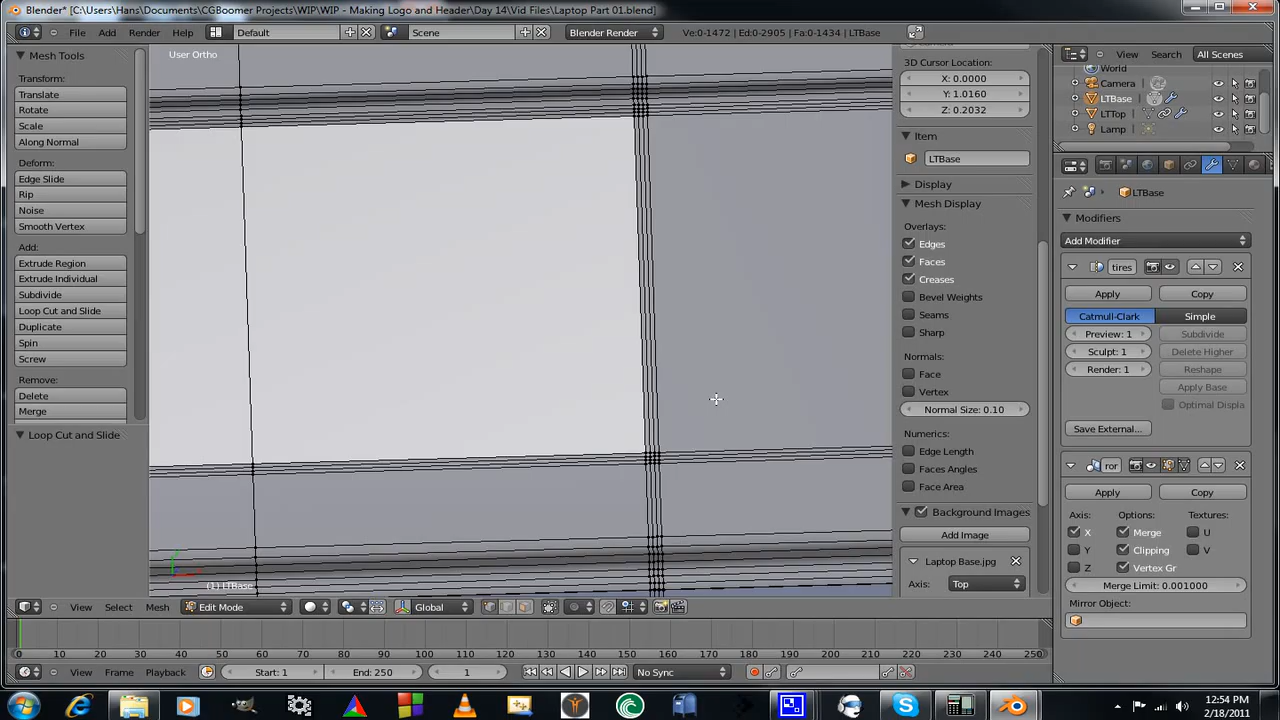 Blender* [C:\Users\Hans\Documents\CGBoomer Projects\WIP\WIP - Making Logo and Header\Day 14\Vid Files\Laptop Part 01.blend]
File Add Render Help Default Scene Blender Render Ve:0-1472 | Ed:0-2905 | Fa:0-1434 | LTBase
Mesh Tools
Transform:
Translate
Rotate
Scale
Along Normal
Deform:
Edge Slide
Rip
Noise
Smooth Vertex
Add:
Extrude Region
Extrude Individual
Subdivide
Loop Cut and Slide
Duplicate
Spin
Screw
Remove:
Delete
Merge
Loop Cut and Slide
User Ortho
(1) LTBase
3D Cursor Location:
X: 0.0000
Y: 1.0160
Z: 0.2032
Item
LTBase
Display
Mesh Display
Overlays:
Edges
Faces
Creases
Bevel Weights
Seams
Sharp
Normals:
Face
Vertex
Normal Size: 0.10
Numerics:
Edge Length
Faces Angles
Face Area
Background Images
Add Image
Laptop Base.jpg
Axis: Top
View Search All Scenes
World
Camera
LTBase
LTTop
Lamp
LTBase
Modifiers
Add Modifier
tires
Apply Copy
Catmull-Clark Simple
Preview: 1 Subdivide
Sculpt: 1 Delete Higher
Render: 1 Reshape
Apply Base
Optimal Displa
Save External...
ror
Apply Copy
Axis: Options: Textures:
X Merge U
Y Clipping V
Z Vertex Gr
Merge Limit: 0.001000
Mirror Object:
View Select Mesh Edit Mode Global
0 10 20 30 40 50 60 70 80 90 100 110 120 130 140 150 160 170 180 190 200 210 220 230 240 250
View Frame Playback Start: 1 End: 250 1 No Sync
12:54 PM
2/18/2011